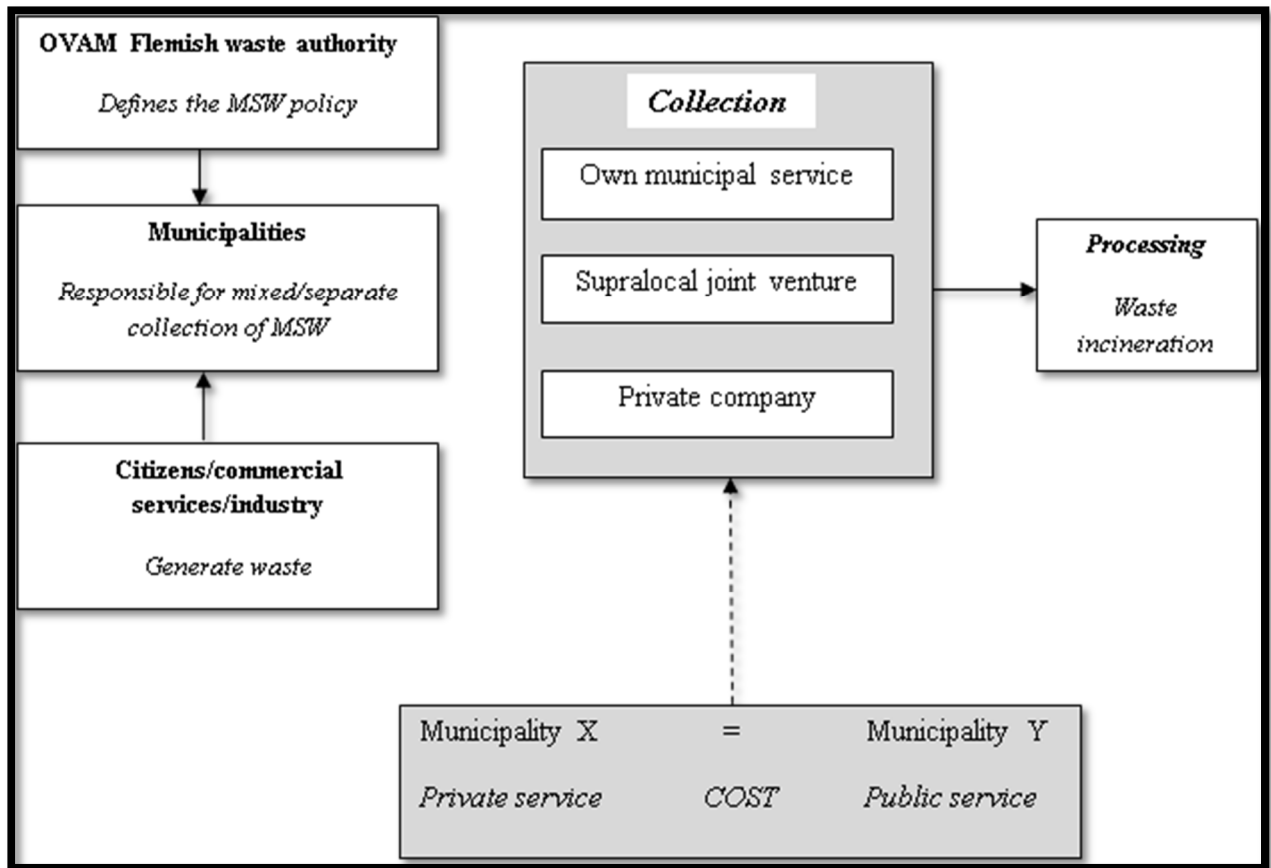 OVAM Flemish waste authority
Defines the MSW policy
Municipalities
Responsible for mixed/separate
collection of MSW
Citizens/commercial
services/industry
Generate waste
Collection
Own municipal service
Supralocal joint venture
Private company
Processing
Waste
incineration
Municipality X = Municipality Y
Private service COST Public service